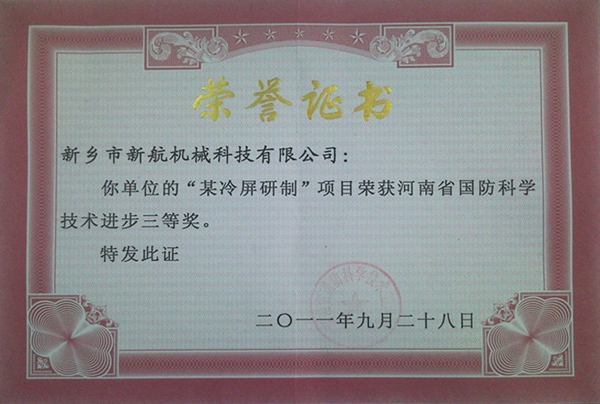 荣誉证书
新乡市新航机械科技有限公司：
你单位的“某冷屏研制”项目荣获河南省国防科学
技术进步三等奖。
特发此证
二〇一一年九月二十八日